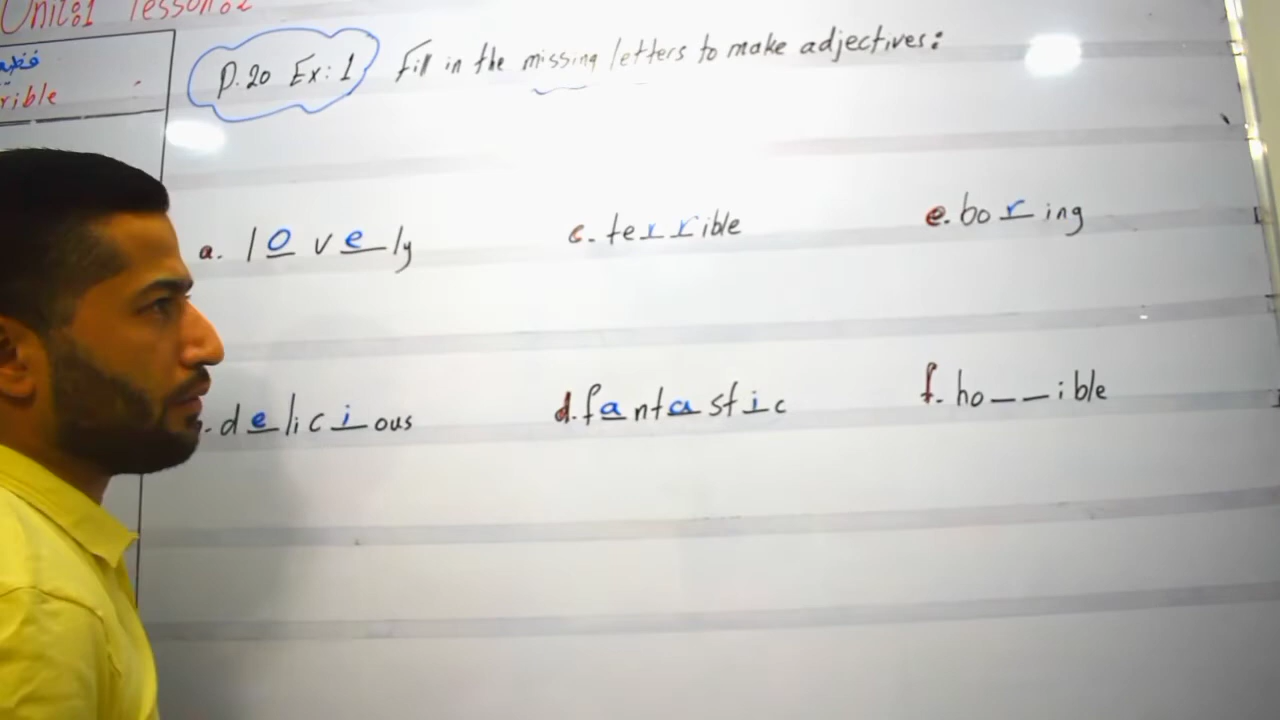 Unit:1 lesson:2
فظيع
rible
P.20 Ex: 1 Fill in the missing letters to make adjectives:
a. lovely
c. terrible
e. boring
.delicious
d. fantastic
f. ho__ible